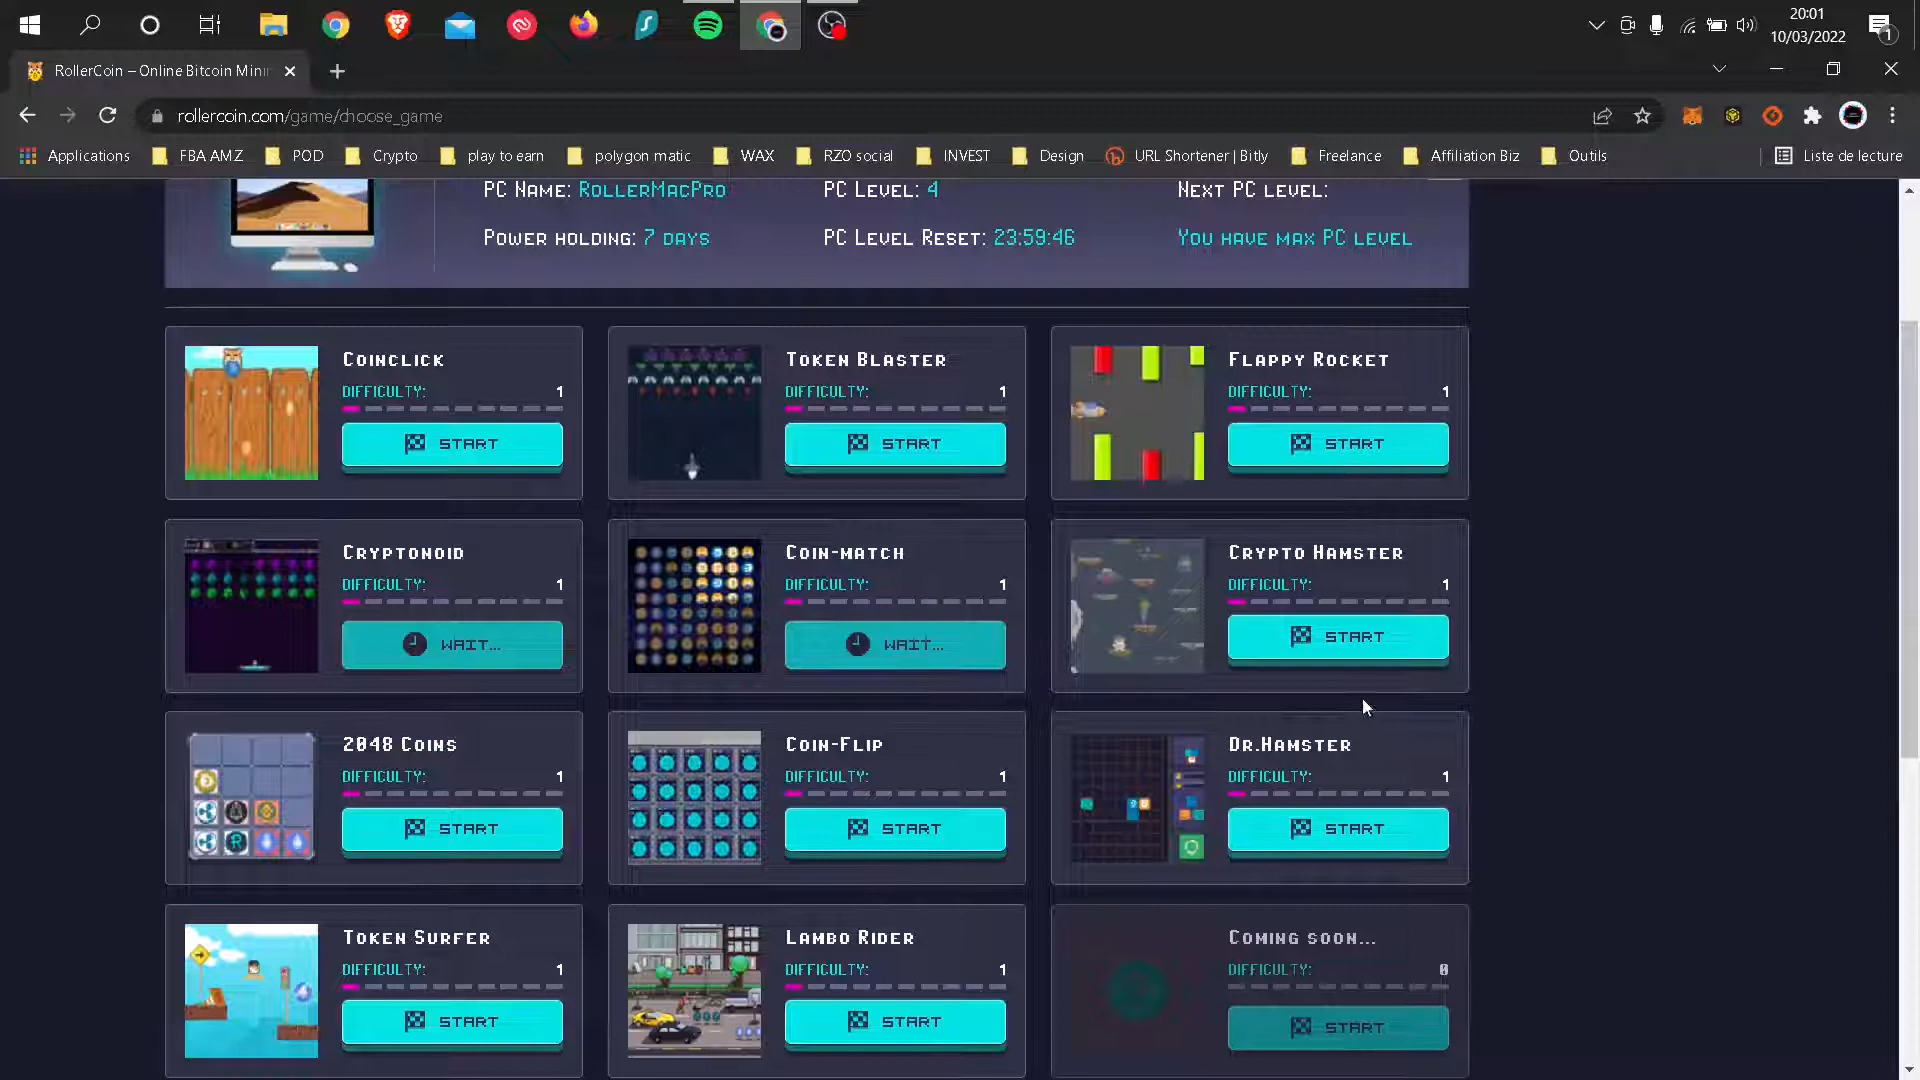 20:01
10/03/2022
1
RollerCoin – Online Bitcoin Mini
rollercoin.com/game/choose_game
Applications FBA AMZ POD Crypto play to earn polygon matic WAX RZO social INVEST Design URL Shortener | Bitly Freelance Affiliation Biz Outils Liste de lecture
PC Name: RollerMacPro PC Level: 4 Next PC level:
Power holding: 7 days PC Level Reset: 23:59:46 You have max PC level
Coinclick
Difficulty: 1
Start
Token Blaster
Difficulty: 1
Start
Flappy Rocket
Difficulty: 1
Start
Cryptonoid
Difficulty: 1
Wait...
Coin-match
Difficulty: 1
Wait...
Crypto Hamster
Difficulty: 1
Start
2048 Coins
Difficulty: 1
Start
Coin-Flip
Difficulty: 1
Start
Dr.Hamster
Difficulty: 1
Start
Token Surfer
Difficulty: 1
Start
Lambo Rider
Difficulty: 1
Start
Coming soon...
Difficulty: 0
Start